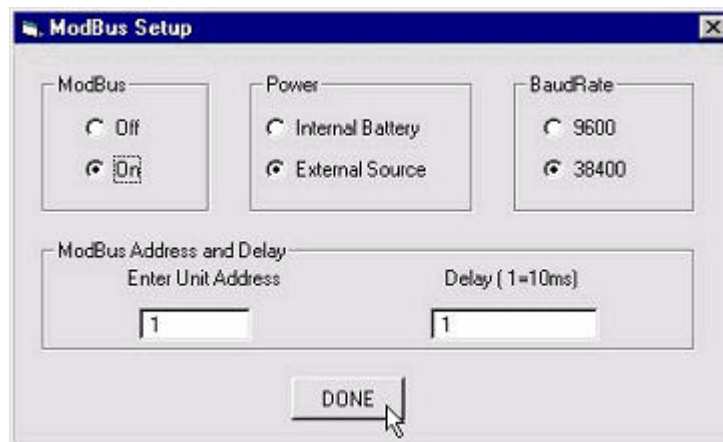 ModBus Setup
ModBus
Off
On
Power
Internal Battery
External Source
BaudRate
9600
38400
ModBus Address and Delay
Enter Unit Address
1
Delay ( 1=10ms)
1
DONE